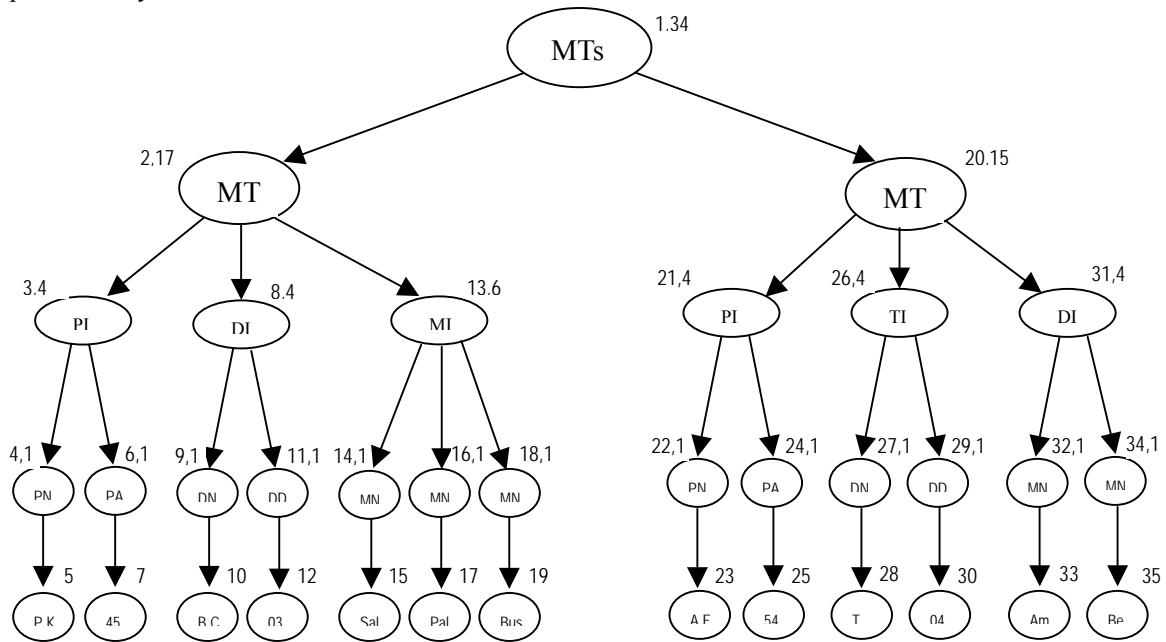 1.34
MTs
2,17
20.15
MT
MT
3.4
8.4
13.6
21,4
26,4
31,4
PI
DI
MI
PI
TI
DI
4,1
6,1
9,1
11,1
14,1
16,1
18,1
22,1
24,1
27,1
29,1
32,1
34,1
PN
PA
DN
DD
MN
MN
MN
PN
PA
DN
DD
MN
MN
5
7
10
12
15
17
19
23
25
28
30
33
35
P K
45
B C
03
Sal
Pal
Bus
54
T
04
Am
Be